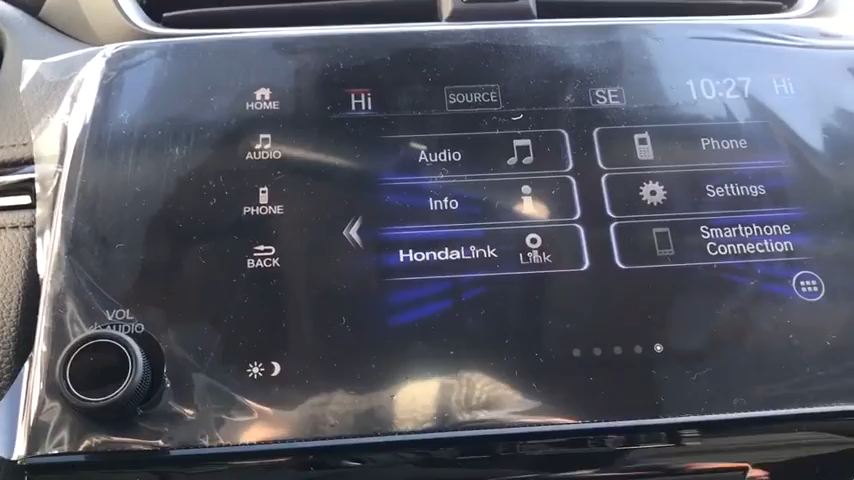 HOME
Hi
SOURCE
SE
10:27
Hi
AUDIO
Audio
Phone
PHONE
Info
Settings
BACK
HondaLink
Link
Smartphone
Connection
VOL
AUDIO